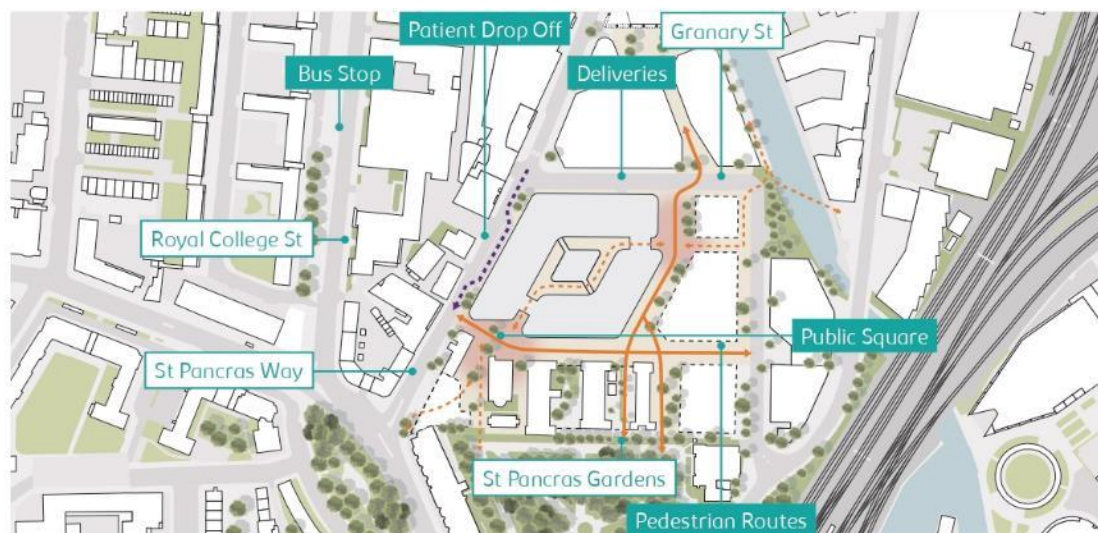 Patient Drop Off
Granary St
Bus Stop
Deliveries
Royal College St
Public Square
St Pancras Way
St Pancras Gardens
Pedestrian Routes